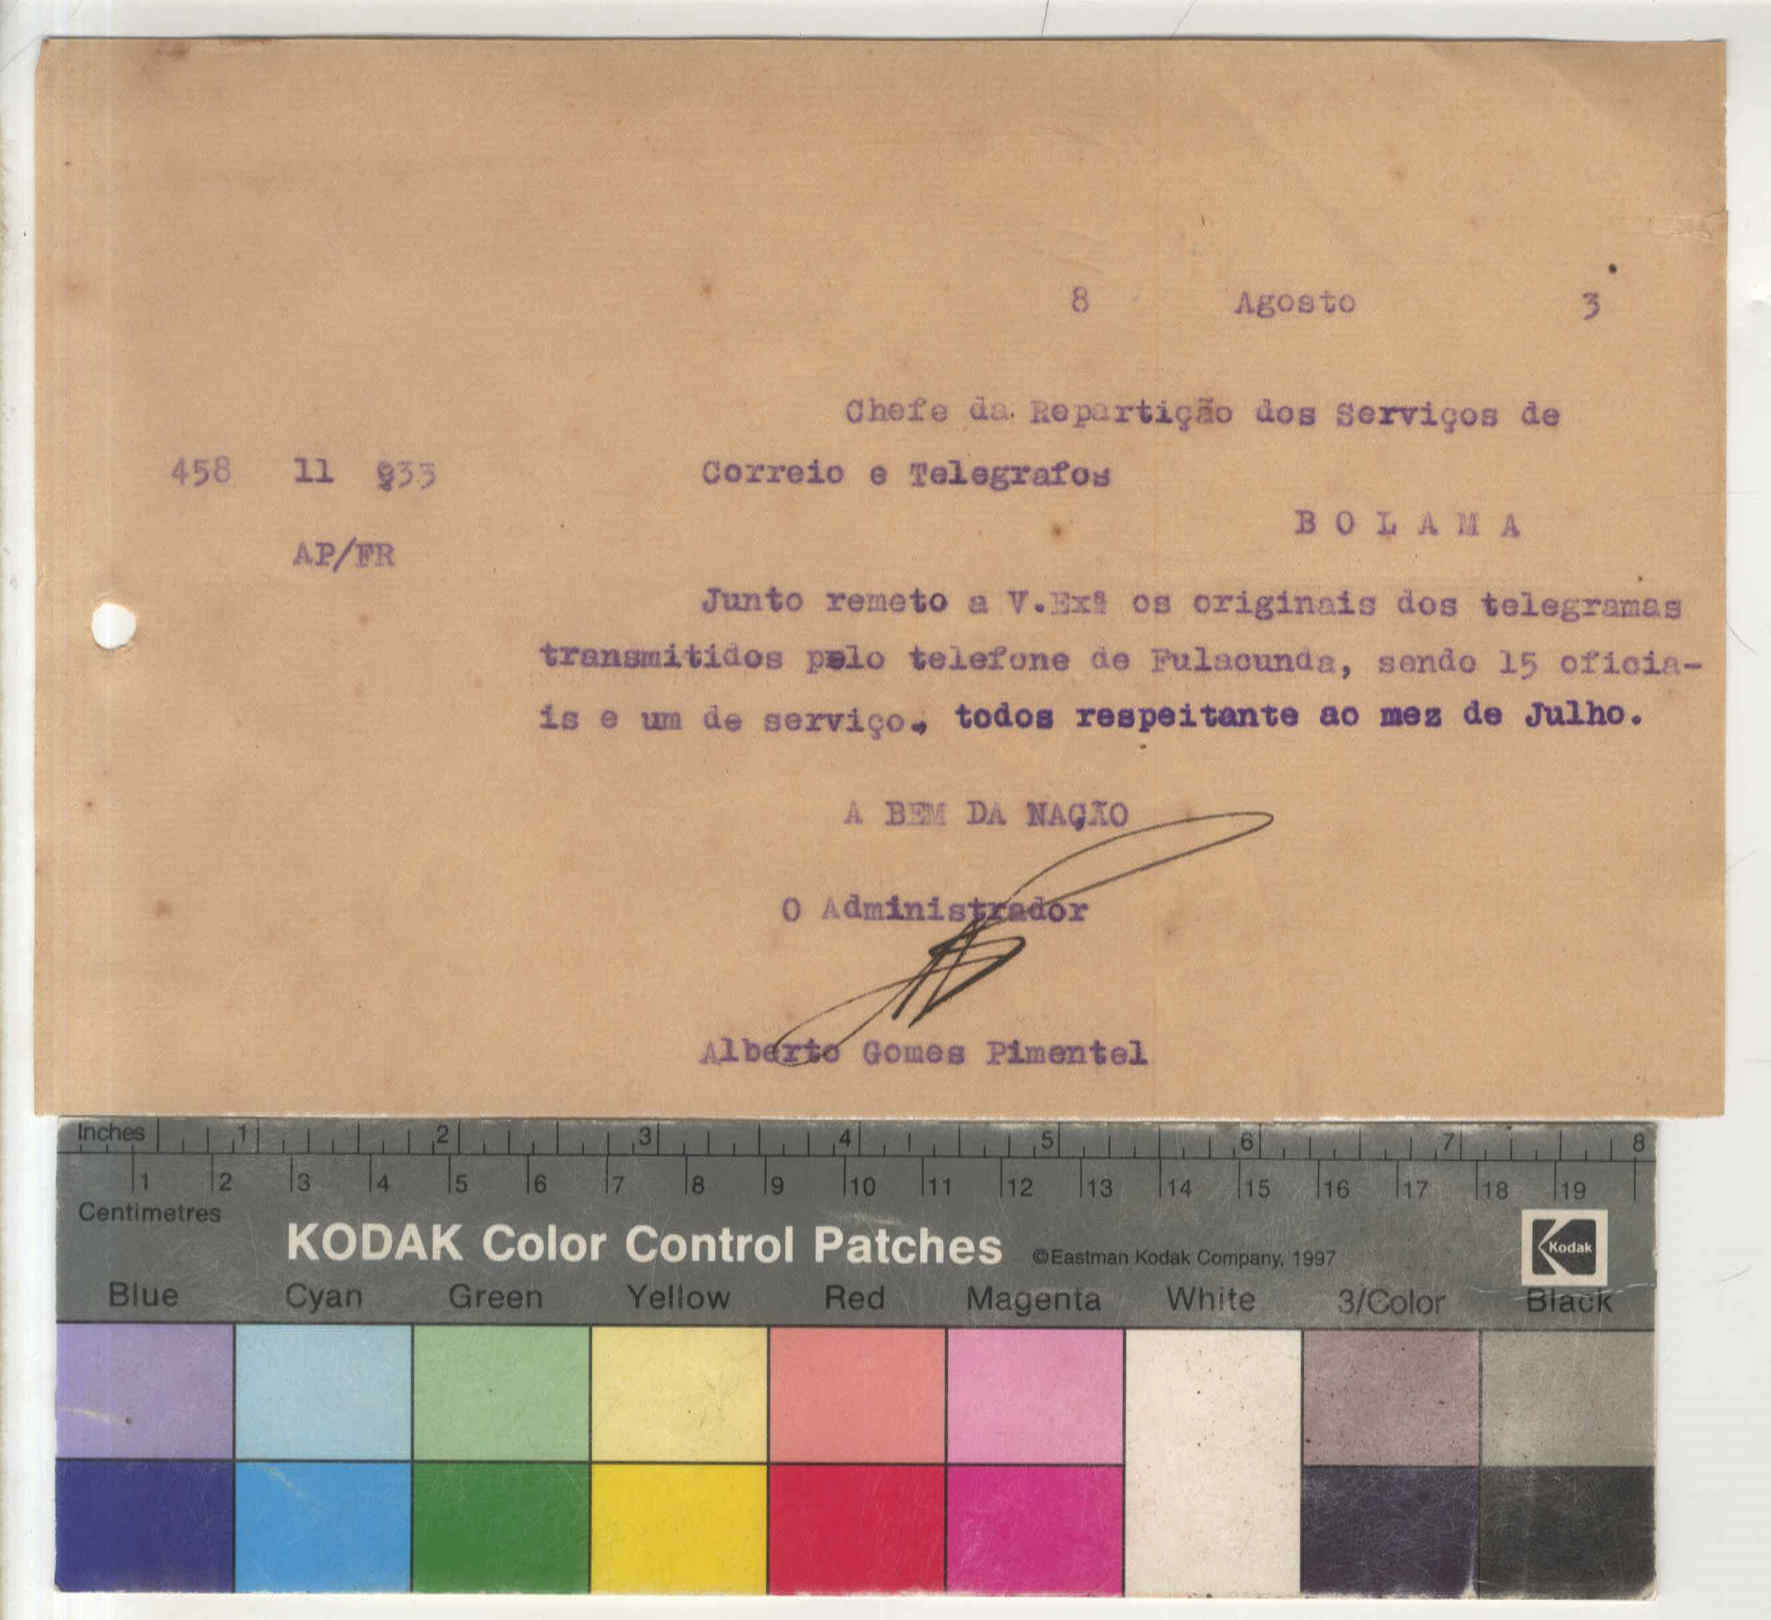 8 Agosto 3
Chefe da Repartição dos Serviços de
458 11 933 Correio e Telegrafos
B O L A M A
AP/FR
Junto remeto a V.Exª os originais dos telegramas
transmitidos pelo telefone de Fulacunda, sendo 15 oficia-
is e um de serviço, todos respeitante ao mez de Julho.
A BEM DA NAÇÃO
O Administrador
Alberto Gomes Pimentel
Inches 1 2 3 4 5 6 7 8
1 2 3 4 5 6 7 8 9 10 11 12 13 14 15 16 17 18 19
Centimetres
KODAK Color Control Patches ©Eastman Kodak Company, 1997 Kodak
Blue Cyan Green Yellow Red Magenta White 3/Color Black